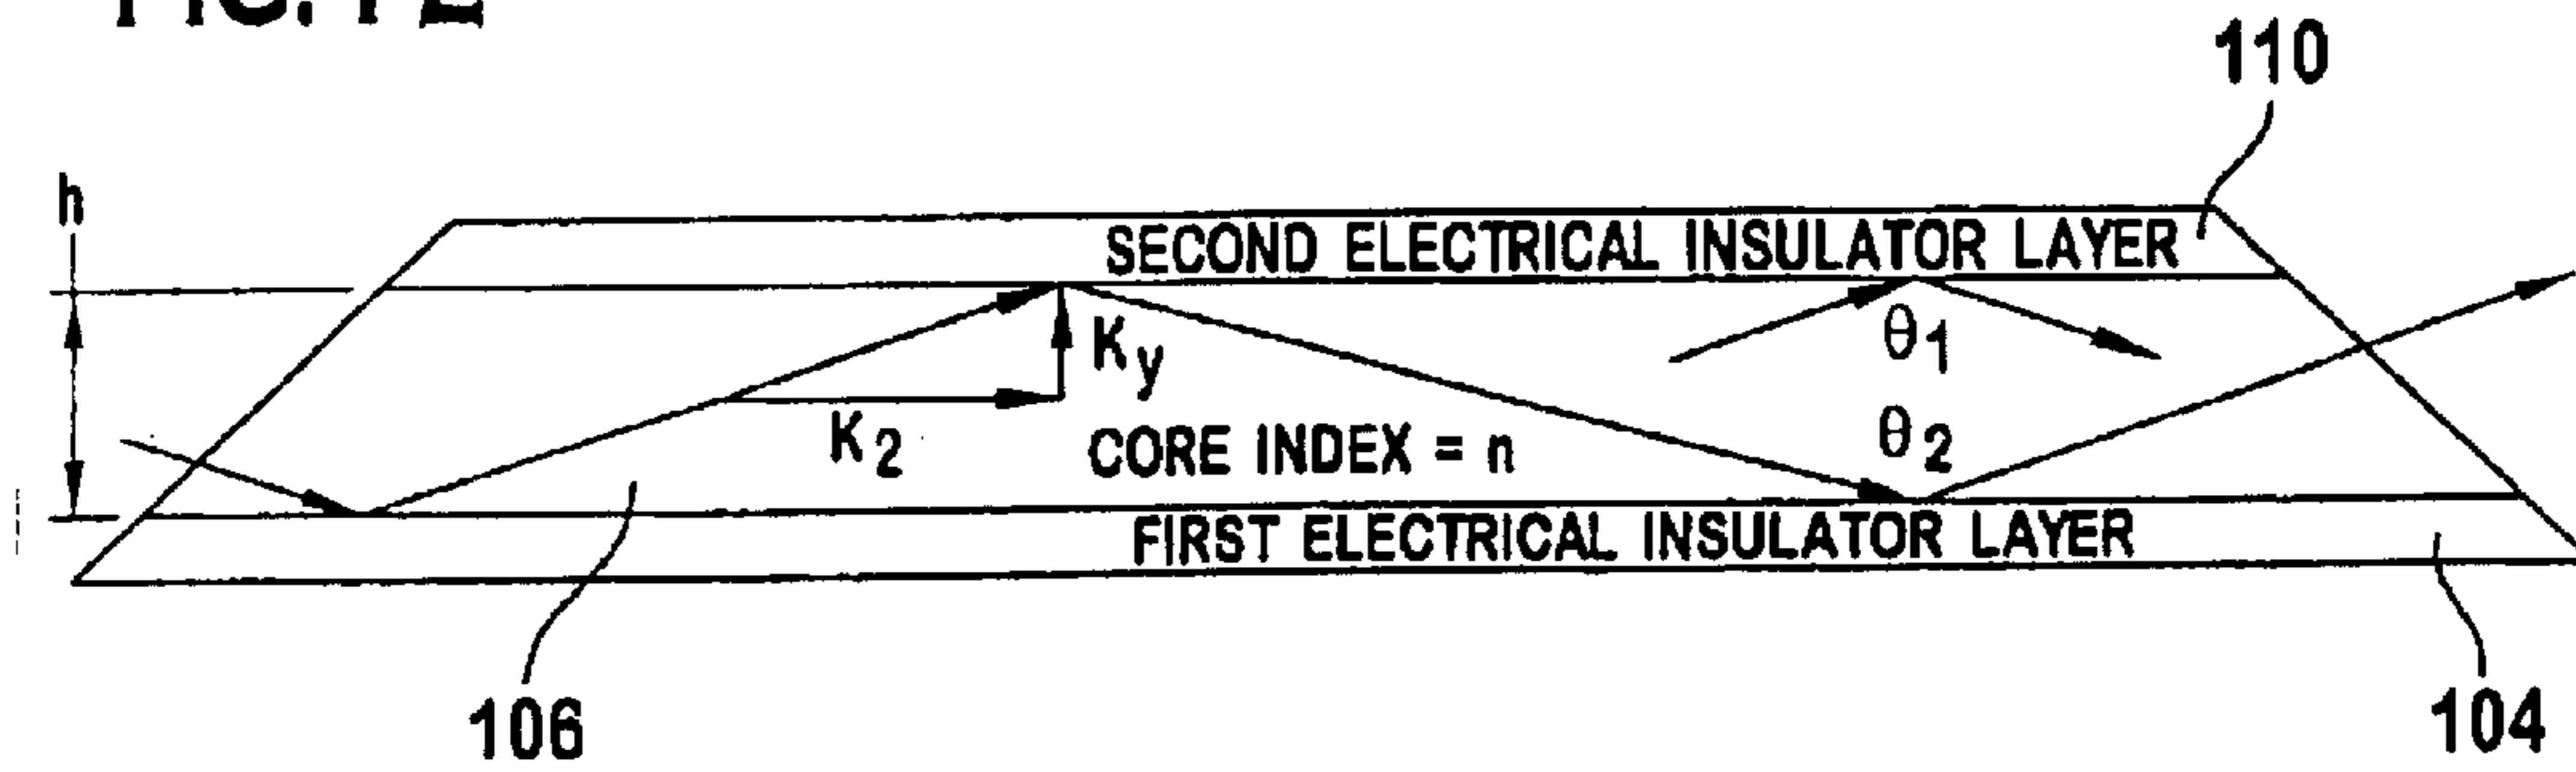 110
h
SECOND ELECTRICAL INSULATOR LAYER
Ky
θ1
K2
CORE INDEX = n
θ2
FIRST ELECTRICAL INSULATOR LAYER
106
104